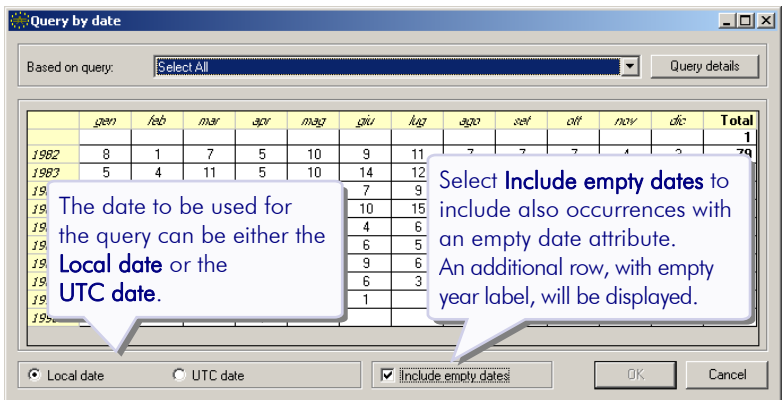 Query by date
Based on query: Select All Query details
gen feb mar apr mag giu lug ago set ott nov dic Total
1
1982 8 1 7 5 10 9 11 79
1983 5 4 11 5 10 14 12
7 9
10 15
4 6
6 5
9 6
6 3
1
The date to be used for
the query can be either the
Local date or the
UTC date.
Select Include empty dates to
include also occurrences with
an empty date attribute.
An additional row, with empty
year label, will be displayed.
Local date UTC date Include empty dates OK Cancel